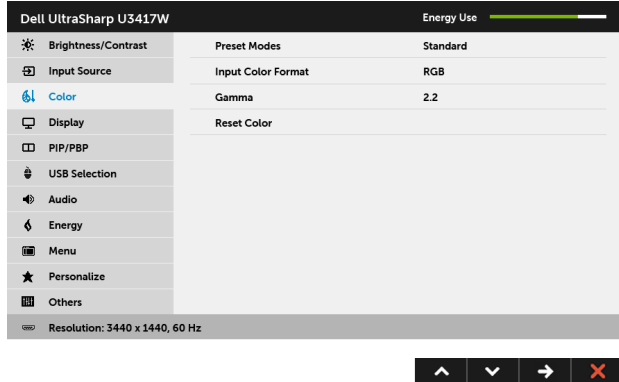 Dell UltraSharp U3417W Energy Use
Brightness/Contrast Preset Modes Standard
Input Source Input Color Format RGB
Color Gamma 2.2
Display Reset Color
PIP/PBP
USB Selection
Audio
Energy
Menu
Personalize
Others
Resolution: 3440 x 1440, 60 Hz